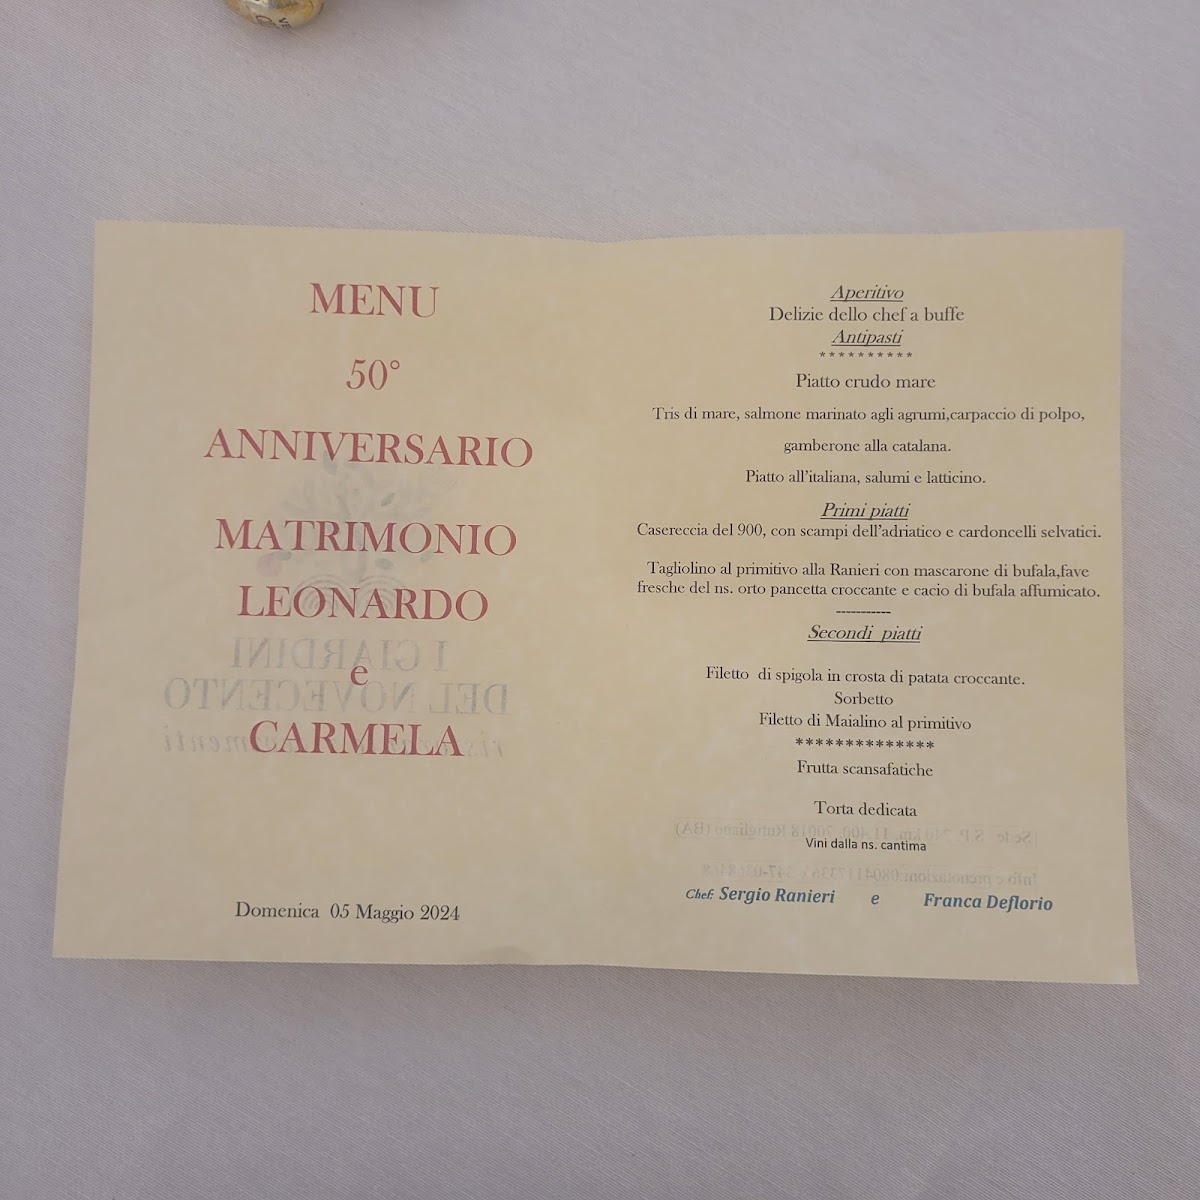 MENU
50°
ANNIVERSARIO
MATRIMONIO
LEONARDO
e
CARMELA
I GIARDINI
DEL NOVECENTO
Domenica 05 Maggio 2024
Aperitivo
Delizie dello chef a buffe
Antipasti
**********
Piatto crudo mare
Tris di mare, salmone marinato agli agrumi,carpaccio di polpo,
gamberone alla catalana.
Piatto all'italiana, salumi e latticino.
Primi piatti
Casereccia del 900, con scampi dell'adriatico e cardoncelli selvatici.
Tagliolino al primitivo alla Ranieri con mascarone di bufala,fave
fresche del ns. orto pancetta croccante e cacio di bufala affumicato.
-----------
Secondi piatti
Filetto di spigola in crosta di patata croccante.
Sorbetto
Filetto di Maialino al primitivo
**************
Frutta scansafatiche
Torta dedicata
Vini dalla ns. cantima
Chef: Sergio Ranieri e Franca Deflorio